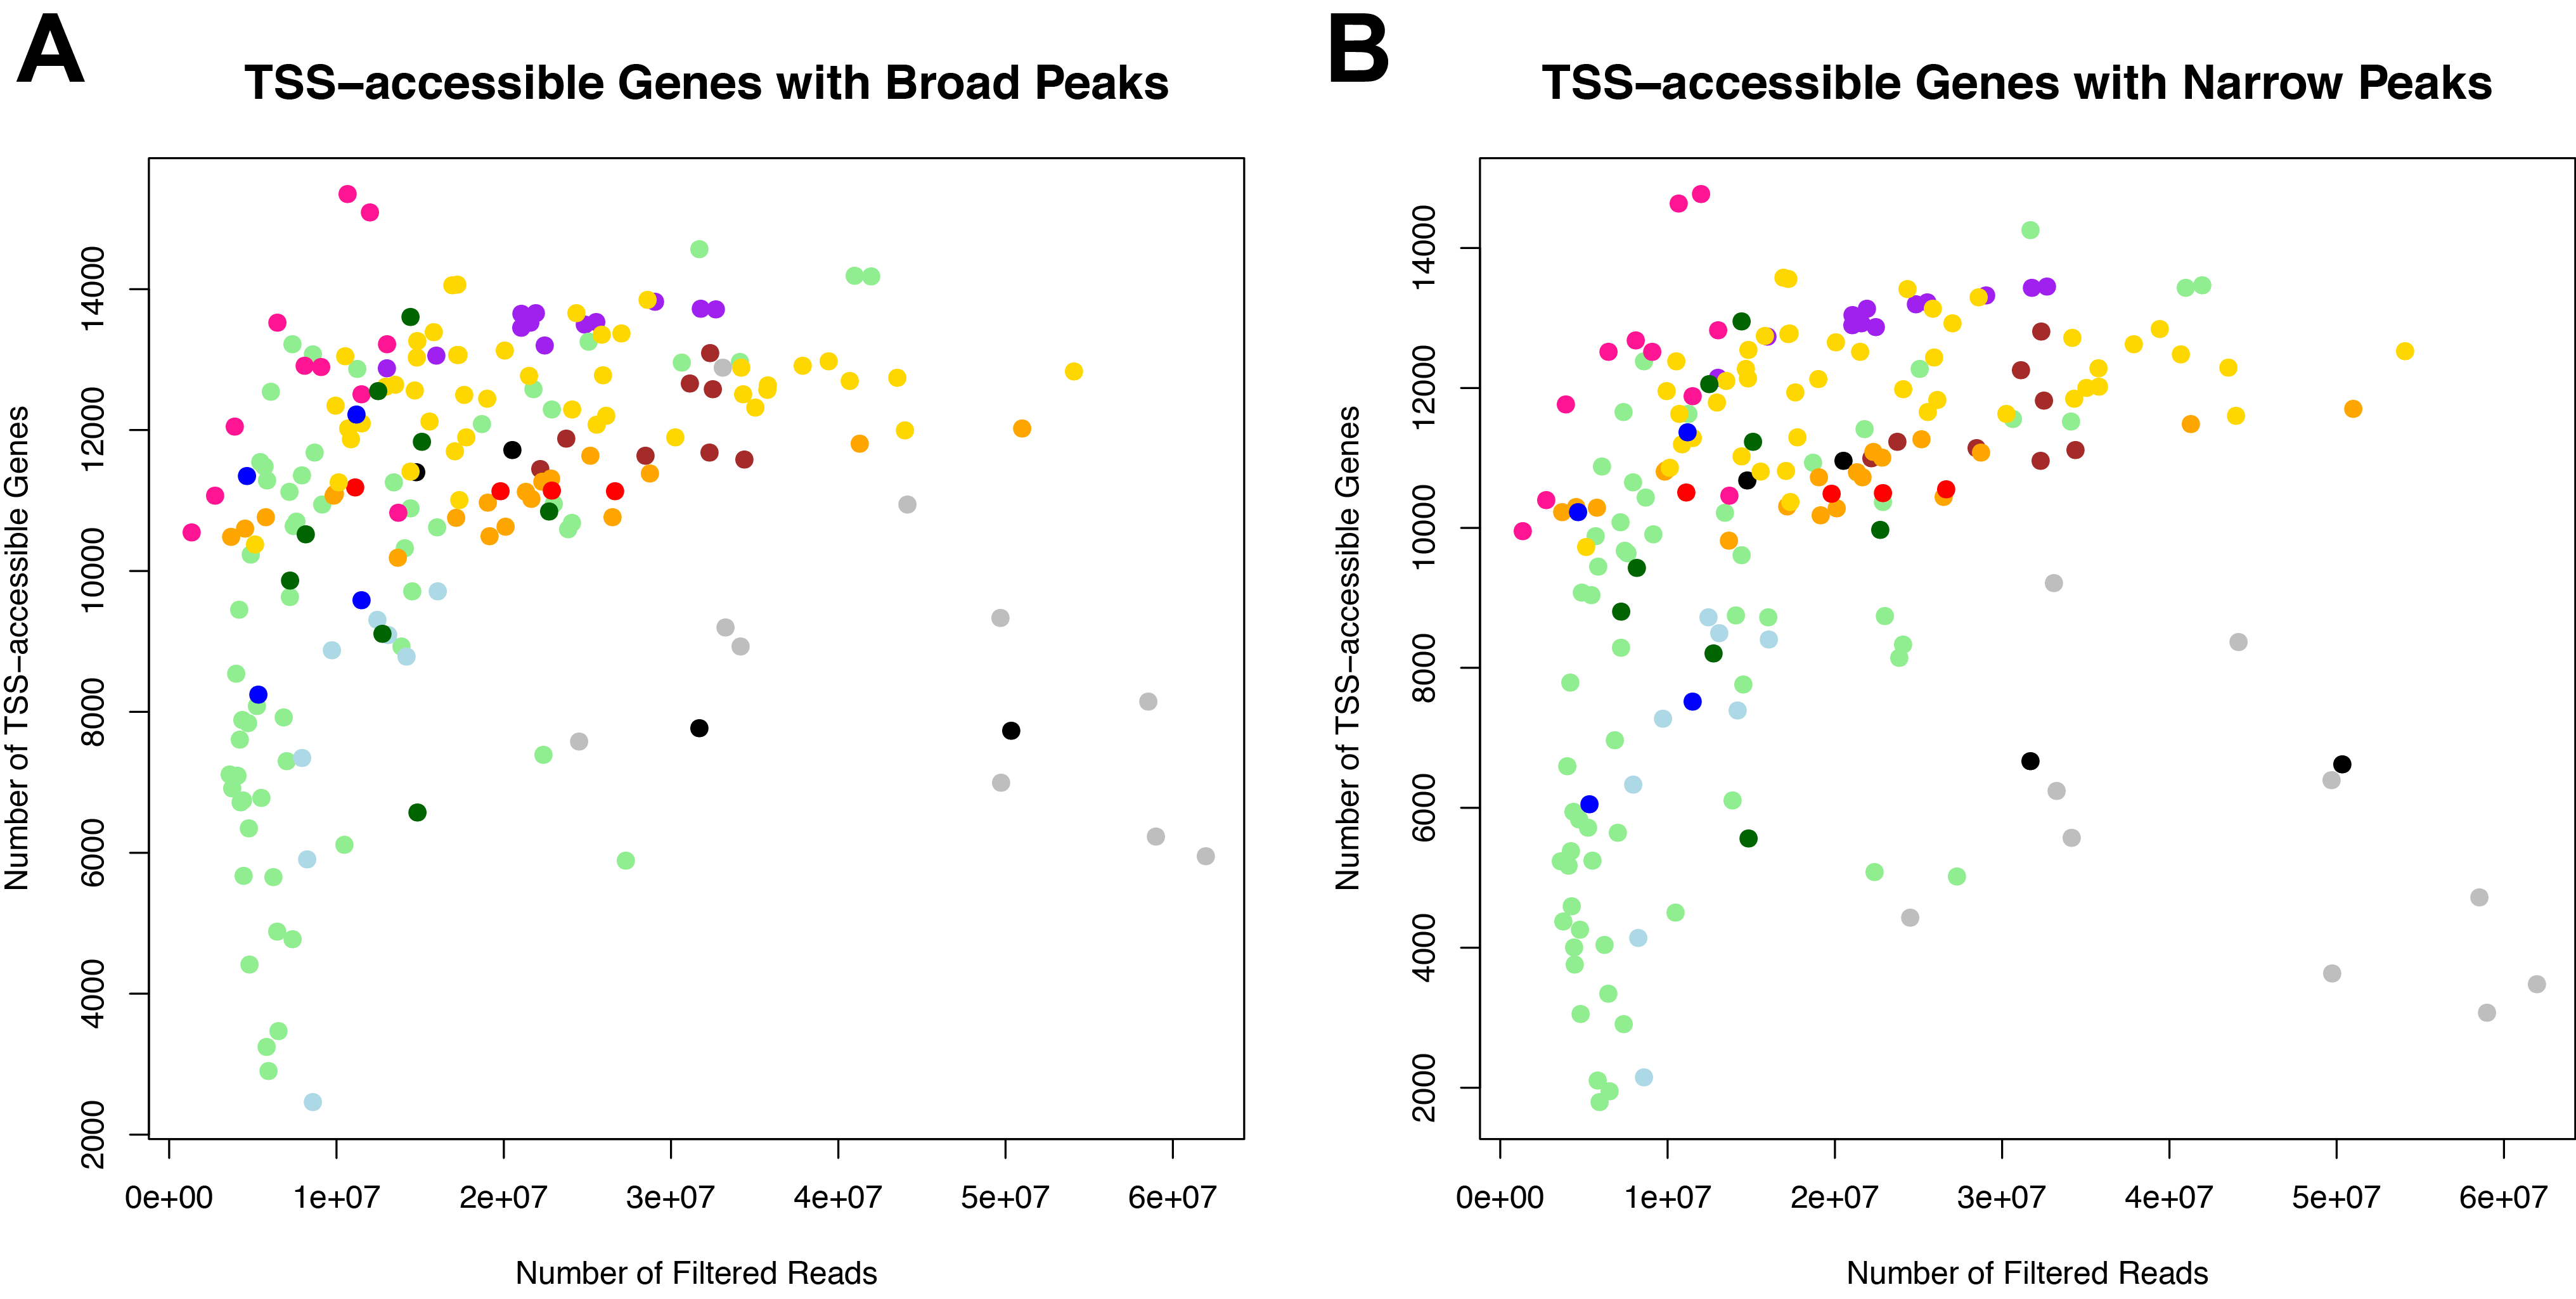 A
TSS–accessible Genes with Broad Peaks
Number of TSS–accessible Genes
14000
12000
10000
8000
6000
4000
2000
0e+00 1e+07 2e+07 3e+07 4e+07 5e+07 6e+07
Number of Filtered Reads
B
TSS–accessible Genes with Narrow Peaks
Number of TSS–accessible Genes
14000
12000
10000
8000
6000
4000
2000
0e+00 1e+07 2e+07 3e+07 4e+07 5e+07 6e+07
Number of Filtered Reads